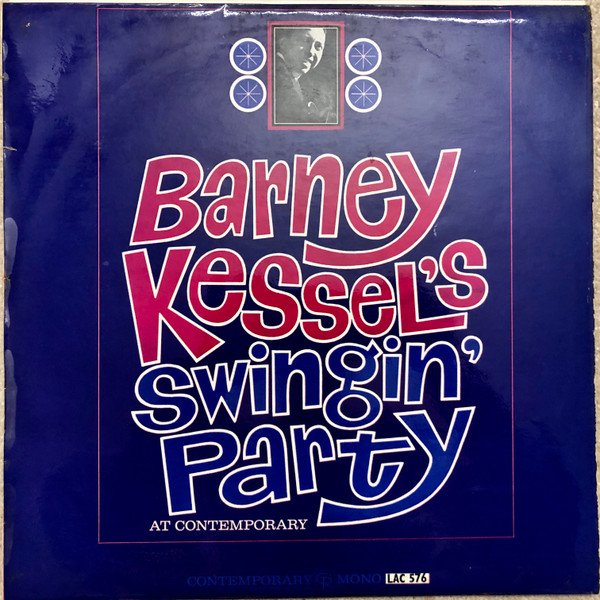 Barney
Kessel's
Swingin'
Party
AT CONTEMPORARY
CONTEMPORARY MONO LAC 576